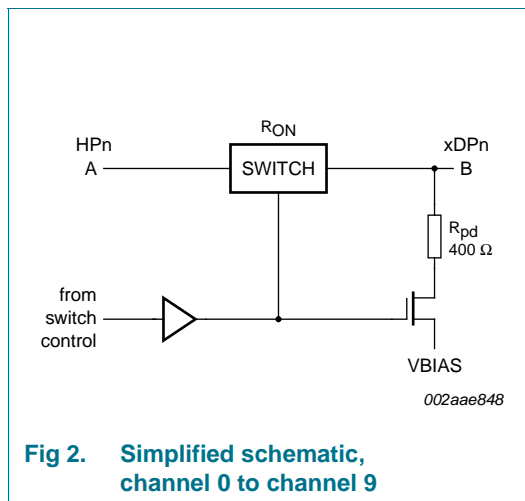 RON
HPn
xDPn
A
SWITCH
B
Rpd
400 Ω
from
switch
control
VBIAS
002aae848
Fig 2. Simplified schematic,
channel 0 to channel 9